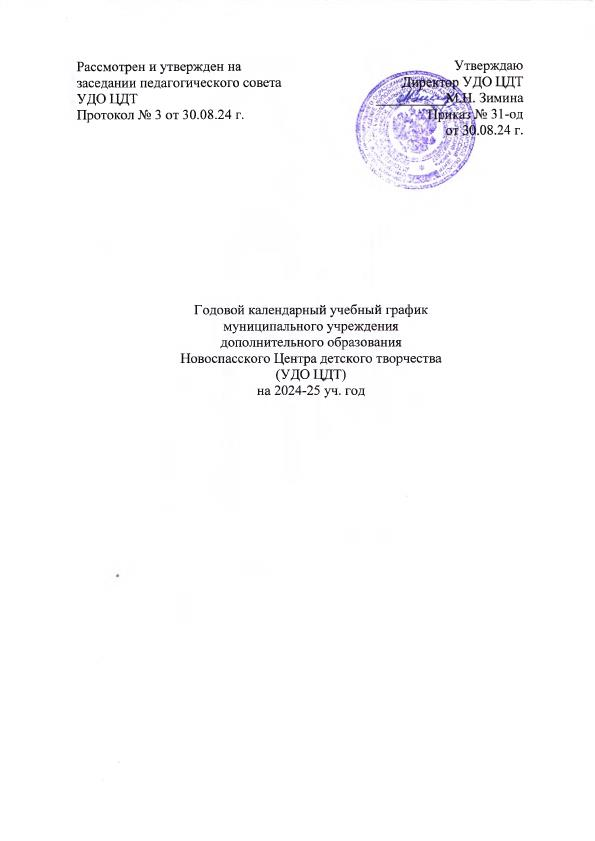 Рассмотрен и утвержден на
заседании педагогического совета
УДО ЦДТ
Протокол № 3 от 30.08.24 г.
Утверждаю
Директор УДО ЦДТ
М.Н. Зимина
Приказ № 31-од
от 30.08.24 г.
Годовой календарный учебный график
муниципального учреждения
дополнительного образования
Новоспасского Центра детского творчества
(УДО ЦДТ)
на 2024-25 уч. год